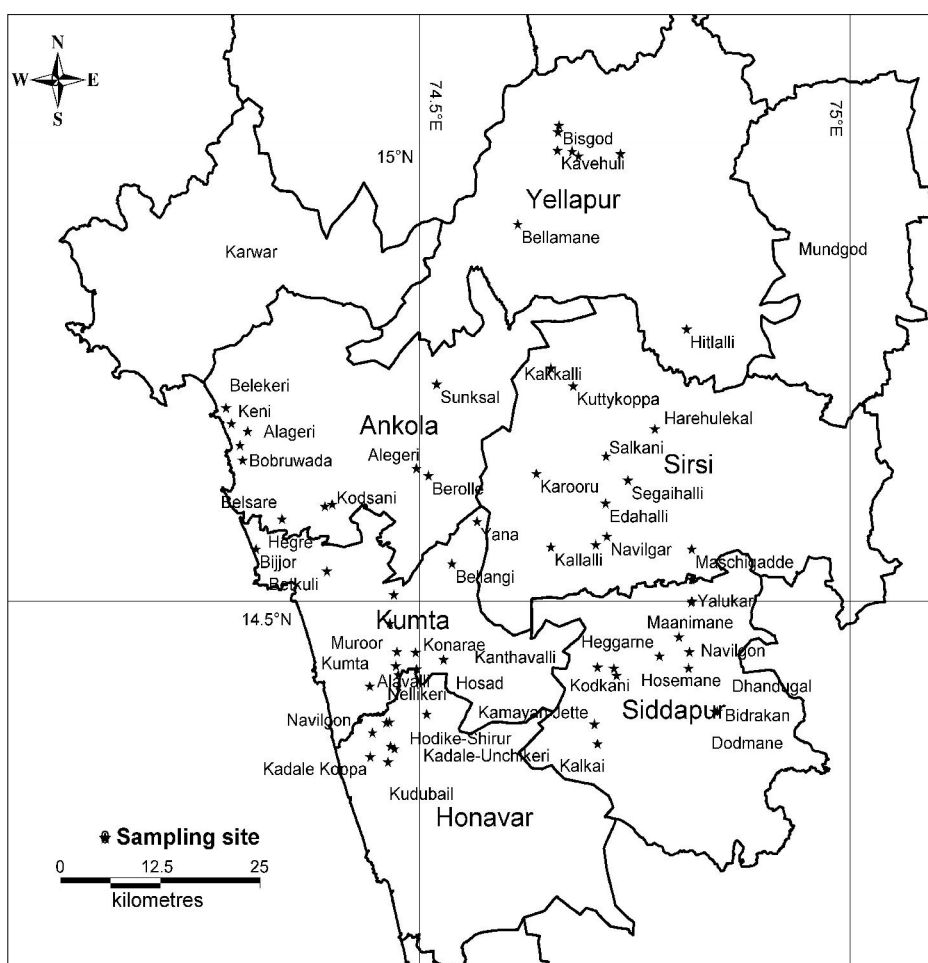 N
W E
S
74.5°E
75°E
15°N
Bisgod
Kavehuli
Yellapur
Bellamane
Karwar
Mundgod
Hitlalli
Kakkalli
Belekeri
Sunksal
Kuttykoppa
Keni
Harehulekal
Alageri
Ankola
Salkani
Sirsi
Bobruwada
Alegeri
Berolle
Karooru
Segaihalli
Belsare
Kodsani
Edahalli
Yana
Hegre
Navilgar
Bijjor
Kallalli
Maschigadde
Betkuli
Bellangi
14.5°N
Yalukar
Kumta
Maanimane
Muroor
Konarae
Heggarne
Navilgon
Kumta
Kanthavalli
Alavalli
Hosad
Kodkani
Hosemane
Dhandugal
Nellikeri
Kamayan-Jette
Siddapur
Bidrakan
Navilgon
Hodike-Shirur
Dodmane
Kadale Koppa
Kadale-Unchkeri
Kalkai
Kudubail
Honavar
Sampling site
0 12.5 25
kilometres